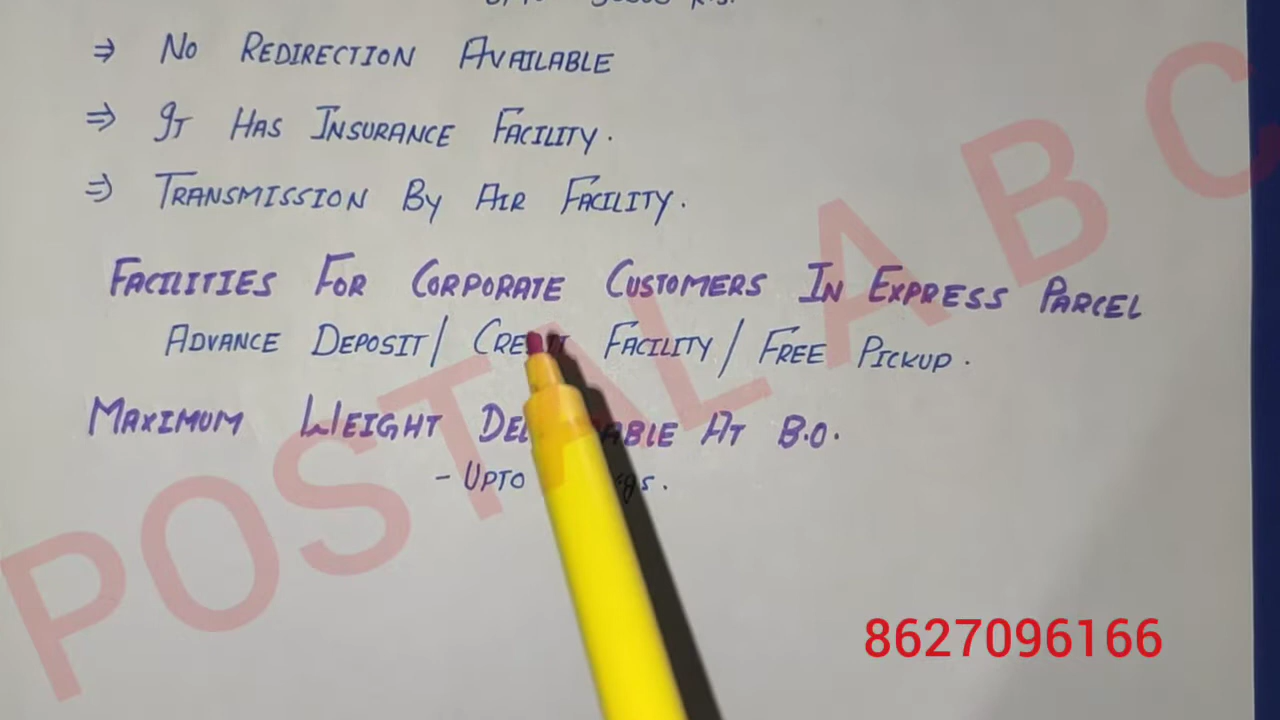 ⇒ NO REDIRECTION AVAILABLE
⇒ IT HAS INSURANCE FACILITY.
⇒ TRANSMISSION BY AIR FACILITY.
FACILITIES FOR CORPORATE CUSTOMERS IN EXPRESS PARCEL
ADVANCE DEPOSIT/ CREDIT FACILITY/ FREE PICKUP.
MAXIMUM WEIGHT AT B.O.
- UPTO
POSTAL ABC
8627096166